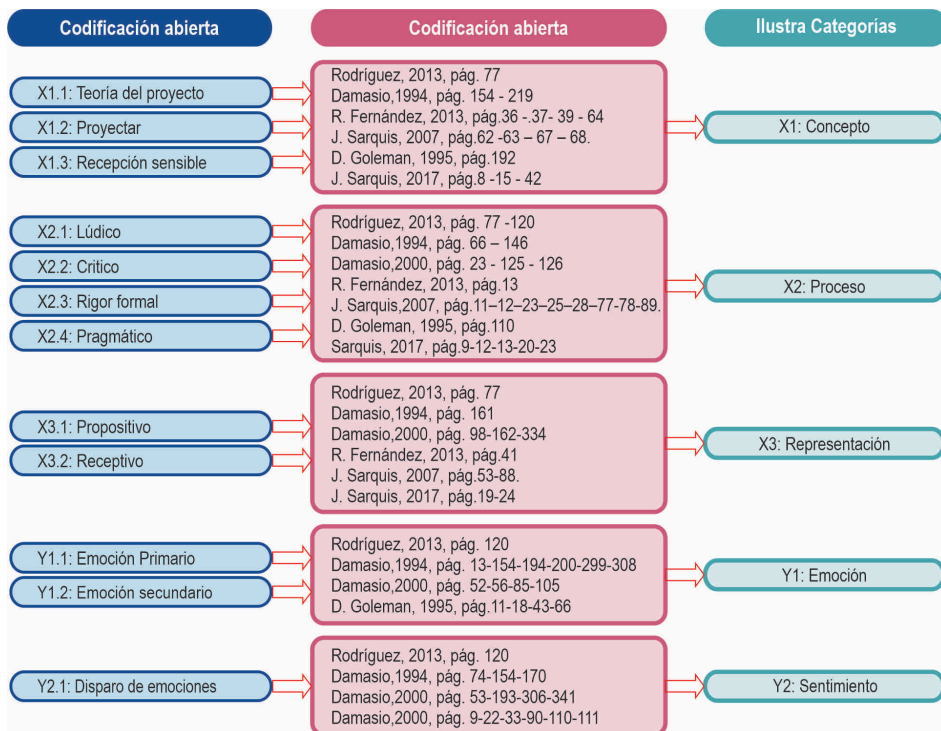 Codificación abierta
Codificación abierta
Ilustra Categorías
X1.1: Teoría del proyecto
X1.2: Proyectar
X1.3: Recepción sensible
Rodríguez, 2013, pág. 77
Damasio,1994, pág. 154 - 219
R. Fernández, 2013, pág.36 -.37- 39 - 64
J. Sarquis, 2007, pág.62 -63 – 67 – 68.
D. Goleman, 1995, pág.192
J. Sarquis, 2017, pág.8 -15 - 42
X1: Concepto
X2.1: Lúdico
X2.2: Critico
X2.3: Rigor formal
X2.4: Pragmático
Rodríguez, 2013, pág. 77 -120
Damasio,1994, pág. 66 – 146
Damasio,2000, pág. 23 - 125 - 126
R. Fernández, 2013, pág.13
J. Sarquis,2007, pág.11–12–23–25–28–77-78-89.
D. Goleman, 1995, pág.110
Sarquis, 2017, pág.9-12-13-20-23
X2: Proceso
X3.1: Propositivo
X3.2: Receptivo
Rodríguez, 2013, pág. 77
Damasio,1994, pág. 161
Damasio,2000, pág. 98-162-334
R. Fernández, 2013, pág.41
J. Sarquis, 2007, pág.53-88.
J. Sarquis, 2017, pág.19-24
X3: Representación
Y1.1: Emoción Primario
Y1.2: Emoción secundario
Rodríguez, 2013, pág. 120
Damasio,1994, pág. 13-154-194-200-299-308
Damasio,2000, pág. 52-56-85-105
D. Goleman, 1995, pág.11-18-43-66
Y1: Emoción
Y2.1: Disparo de emociones
Rodríguez, 2013, pág. 120
Damasio,1994, pág. 74-154-170
Damasio,2000, pág. 53-193-306-341
Damasio,2000, pág. 9-22-33-90-110-111
Y2: Sentimiento